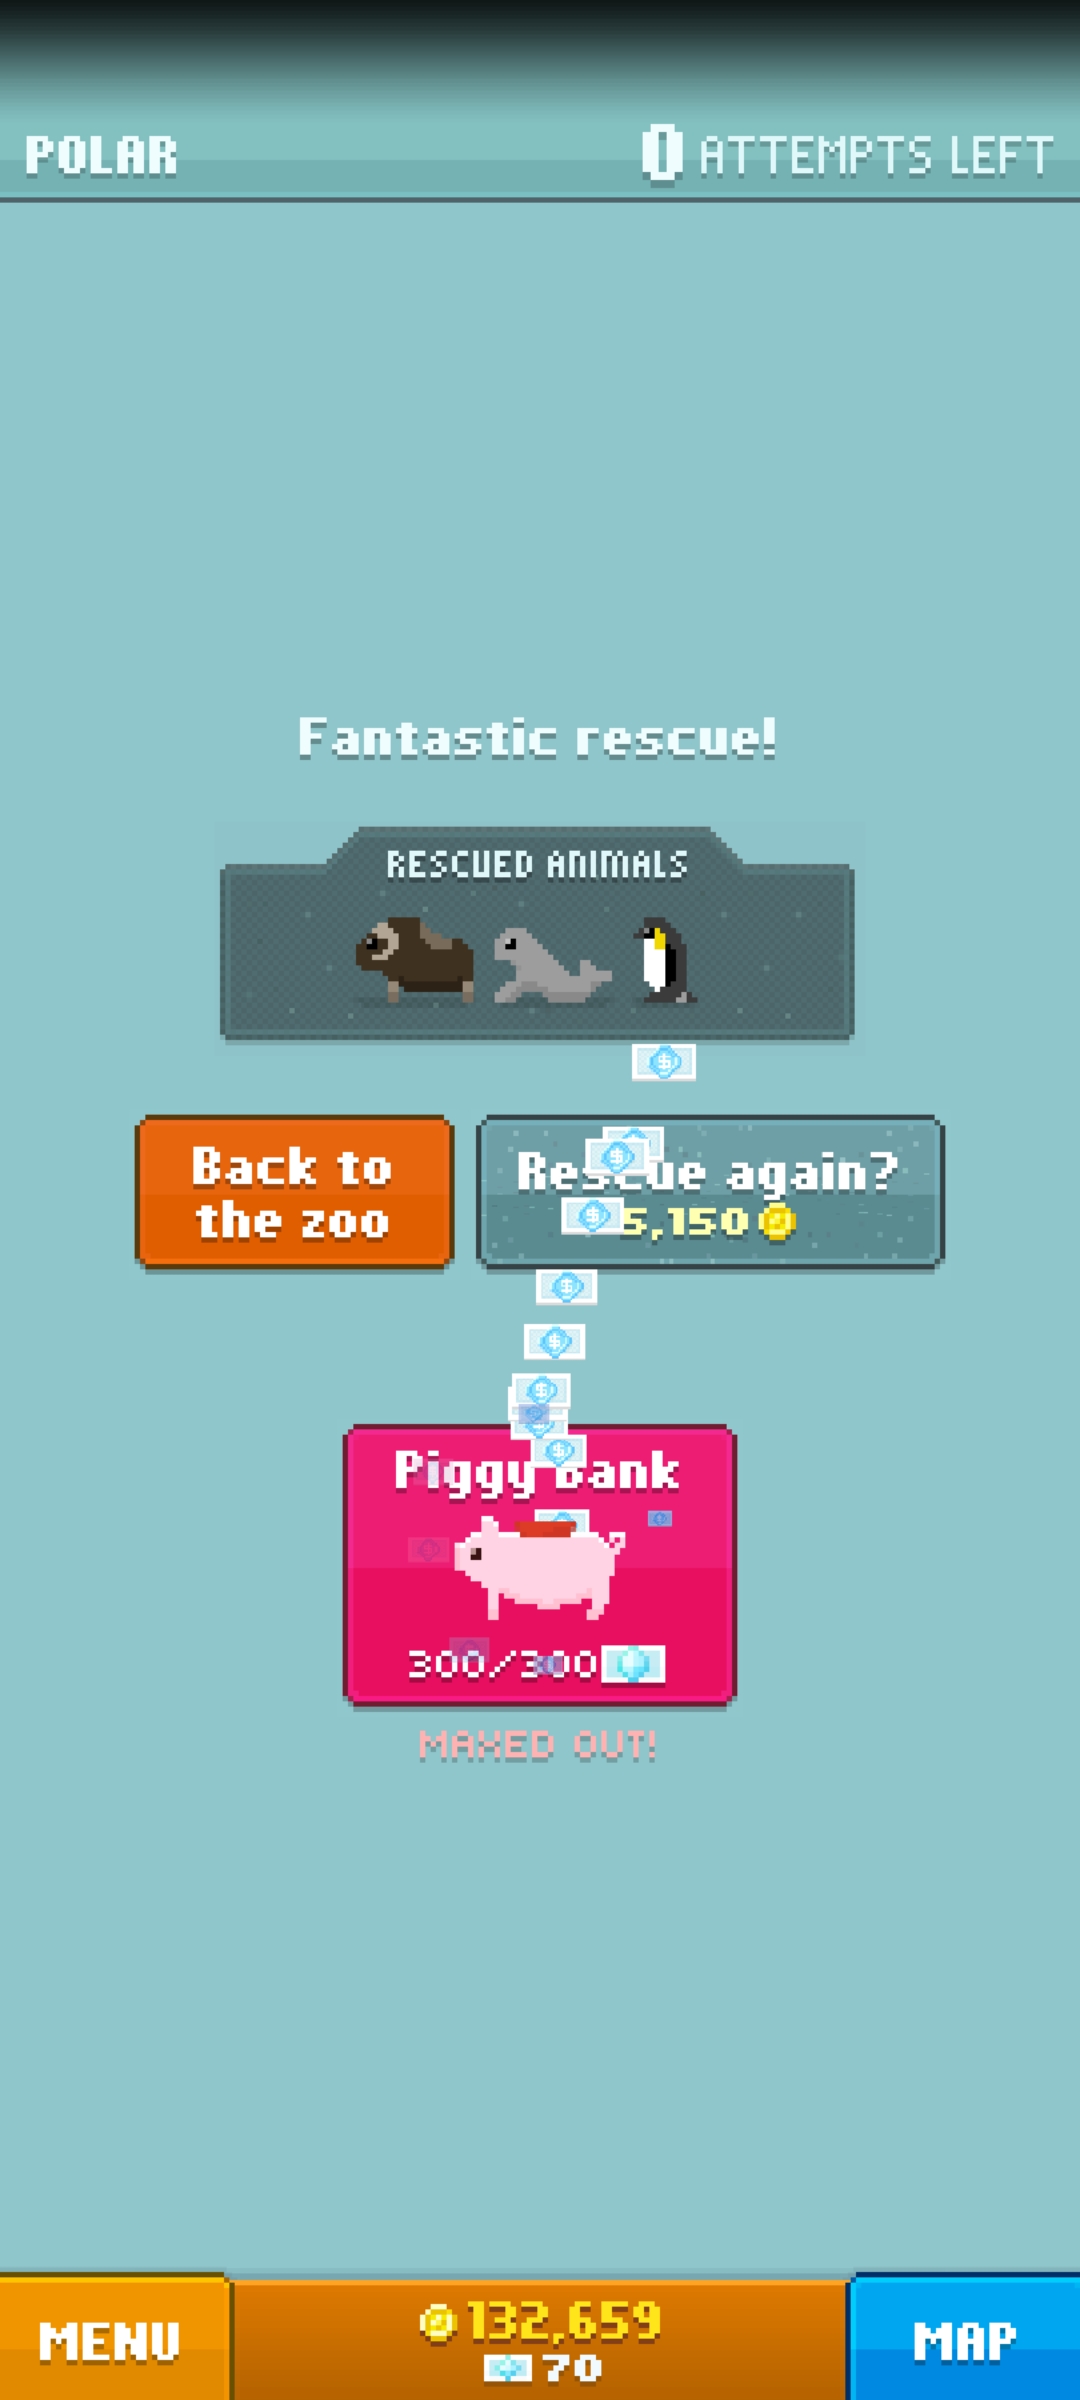 POLAR
0 ATTEMPTS LEFT
Fantastic rescue!
RESCUED ANIMALS
Back to
the zoo
Rescue again?
5,150
Piggy Bank
300/300
MAXED OUT!
MENU
132,659
70
MAP